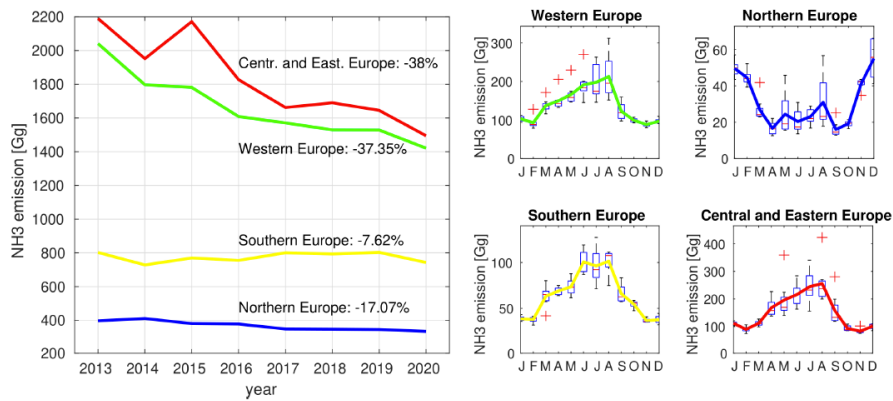 2200
2000
1800
1600
1400
1200
1000
800
600
400
200
NH3 emission [Gg]
Centr. and East. Europe: -38%
Western Europe: -37.35%
Southern Europe: -7.62%
Northern Europe: -17.07%
2013 2014 2015 2016 2017 2018 2019 2020
year
Western Europe
NH3 emission [Gg]
300
200
100
0
J F M A M J J A S O N D
Northern Europe
NH3 emission [Gg]
60
40
20
0
J F M A M J J A S O N D
Southern Europe
NH3 emission [Gg]
100
50
0
J F M A M J J A S O N D
Central and Eastern Europe
NH3 emission [Gg]
400
300
200
100
0
J F M A M J J A S O N D